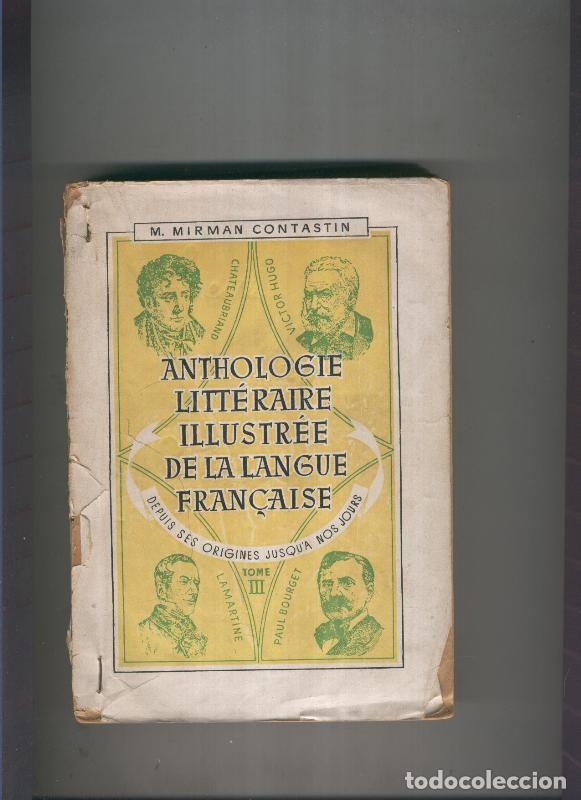 M. MIRMAN CONTASTIN
CHATEAUBRIAND
VICTOR HUGO
ANTHOLOGIE
LITTÉRAIRE
ILLUSTRÉE
DE LA LANGUE
FRANÇAISE
DEPUIS SES ORIGINES JUSQU'A NOS JOURS
TOME
III
LAMARTINE
PAUL BOURGET
todocoleccion